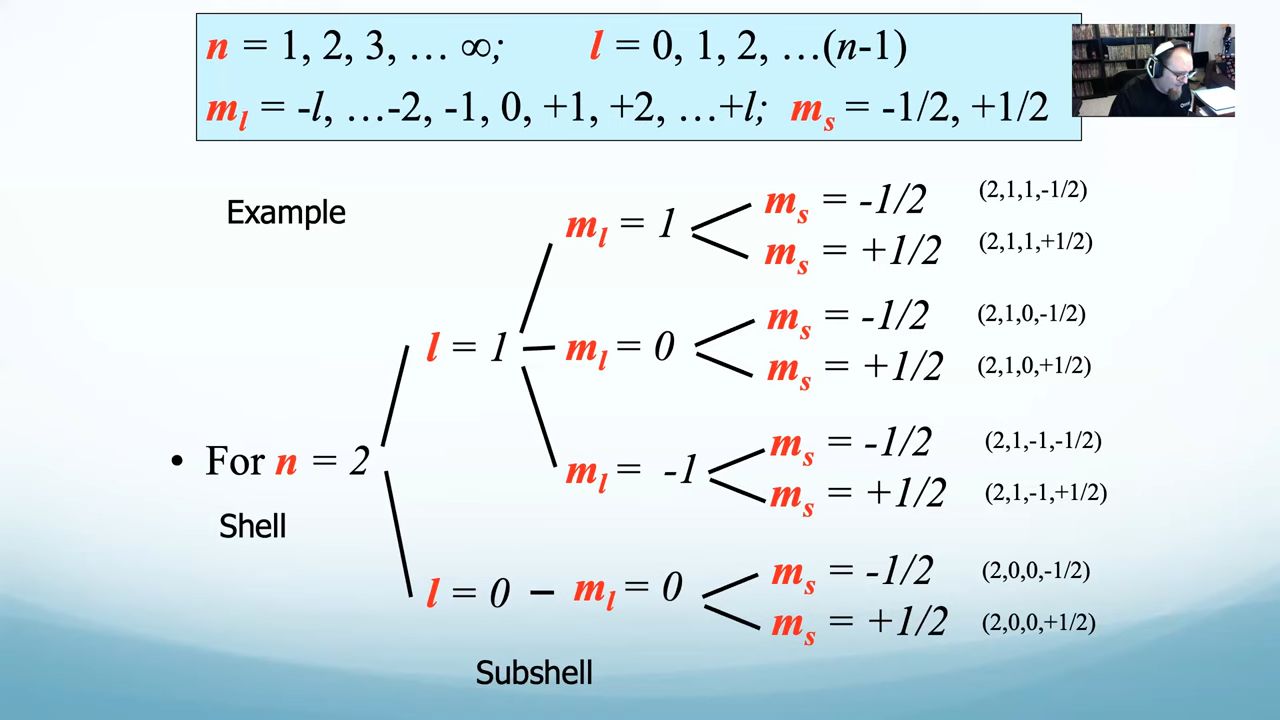 n = 1, 2, 3, … ∞; l = 0, 1, 2, …(n-1)
ml = -l, …-2, -1, 0, +1, +2, …+l; ms = -1/2, +1/2
Example
ml = 1
ms = -1/2 (2,1,1,-1/2)
ms = +1/2 (2,1,1,+1/2)
l = 1
ml = 0
ms = -1/2 (2,1,0,-1/2)
ms = +1/2 (2,1,0,+1/2)
• For n = 2
ml = -1
ms = -1/2 (2,1,-1,-1/2)
ms = +1/2 (2,1,-1,+1/2)
Shell
l = 0
ml = 0
ms = -1/2 (2,0,0,-1/2)
ms = +1/2 (2,0,0,+1/2)
Subshell